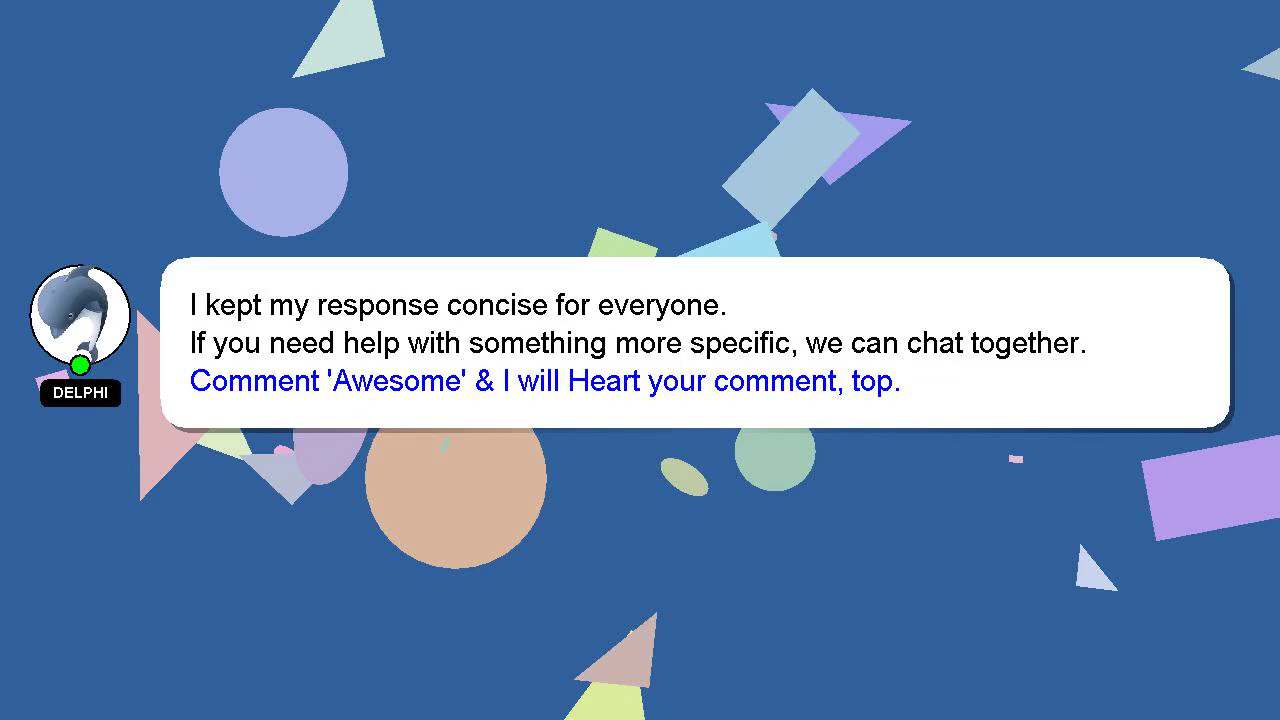 I kept my response concise for everyone.
If you need help with something more specific, we can chat together.
Comment 'Awesome' & I will Heart your comment, top.
DELPHI